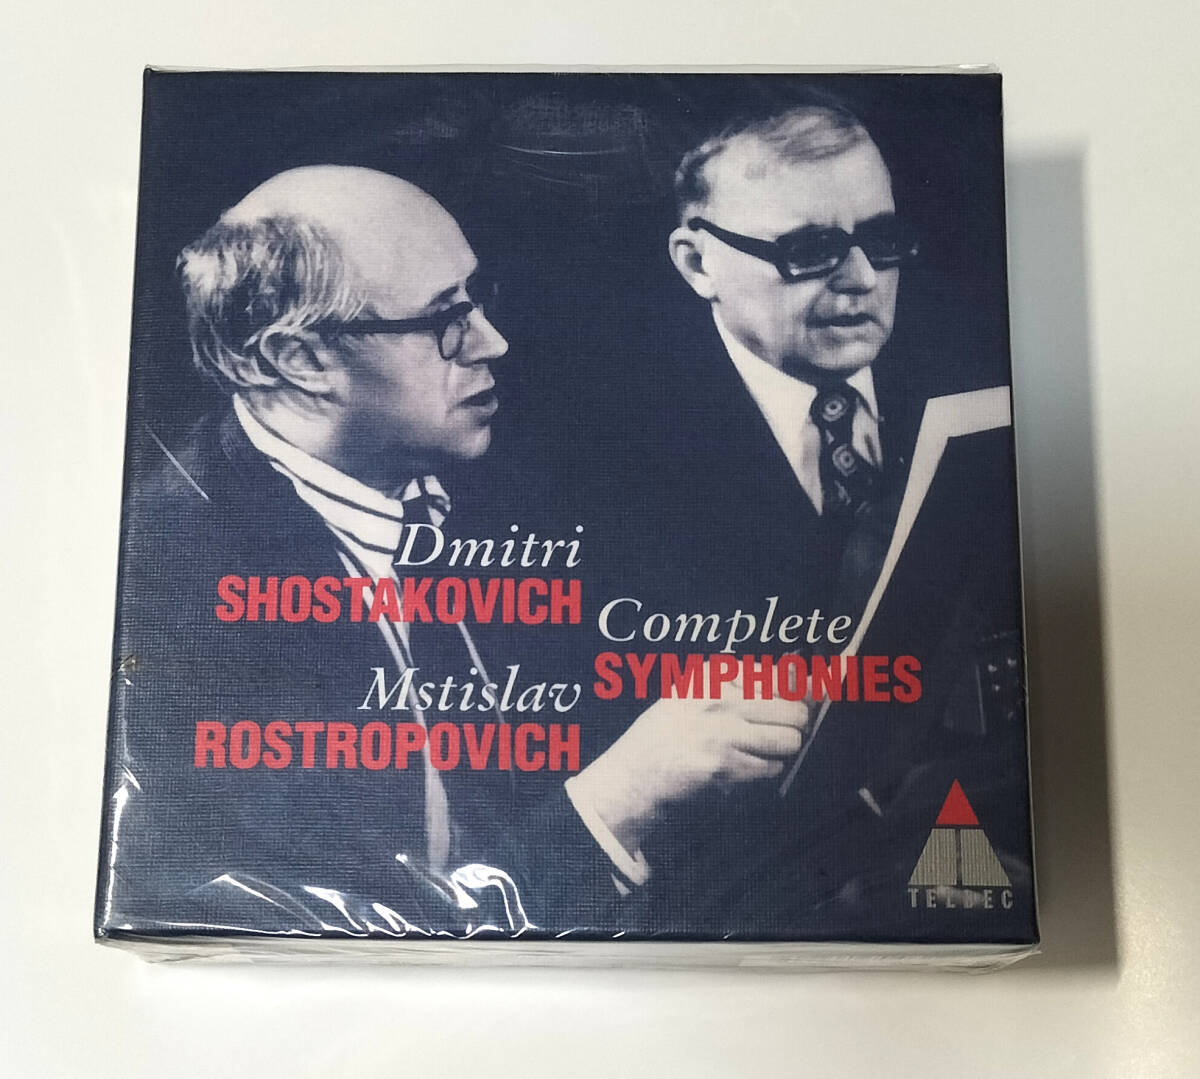 Dmitri
SHOSTAKOVICH
Mstislav
ROSTROPOVICH
Complete
SYMPHONIES
TELDEC